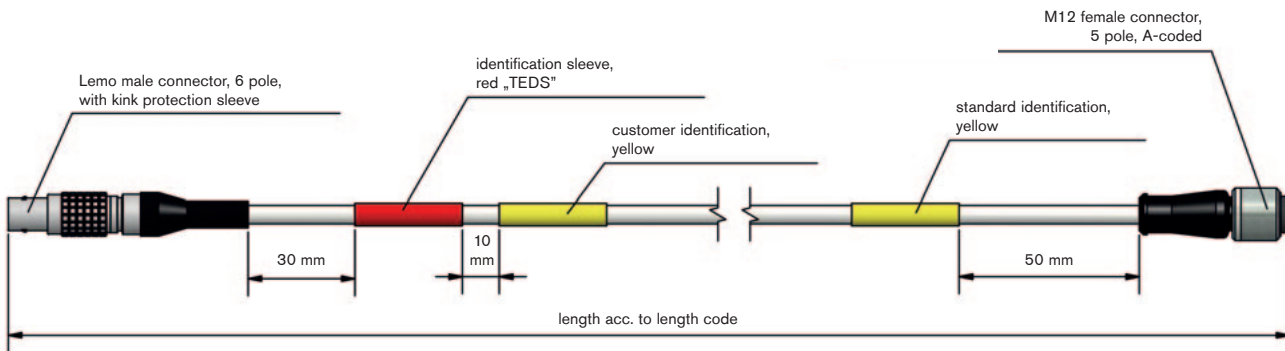 M12 female connector,
5 pole, A-coded
Lemo male connector, 6 pole,
with kink protection sleeve
identification sleeve,
red „TEDS”
customer identification,
yellow
standard identification,
yellow
30 mm
10
mm
50 mm
length acc. to length code